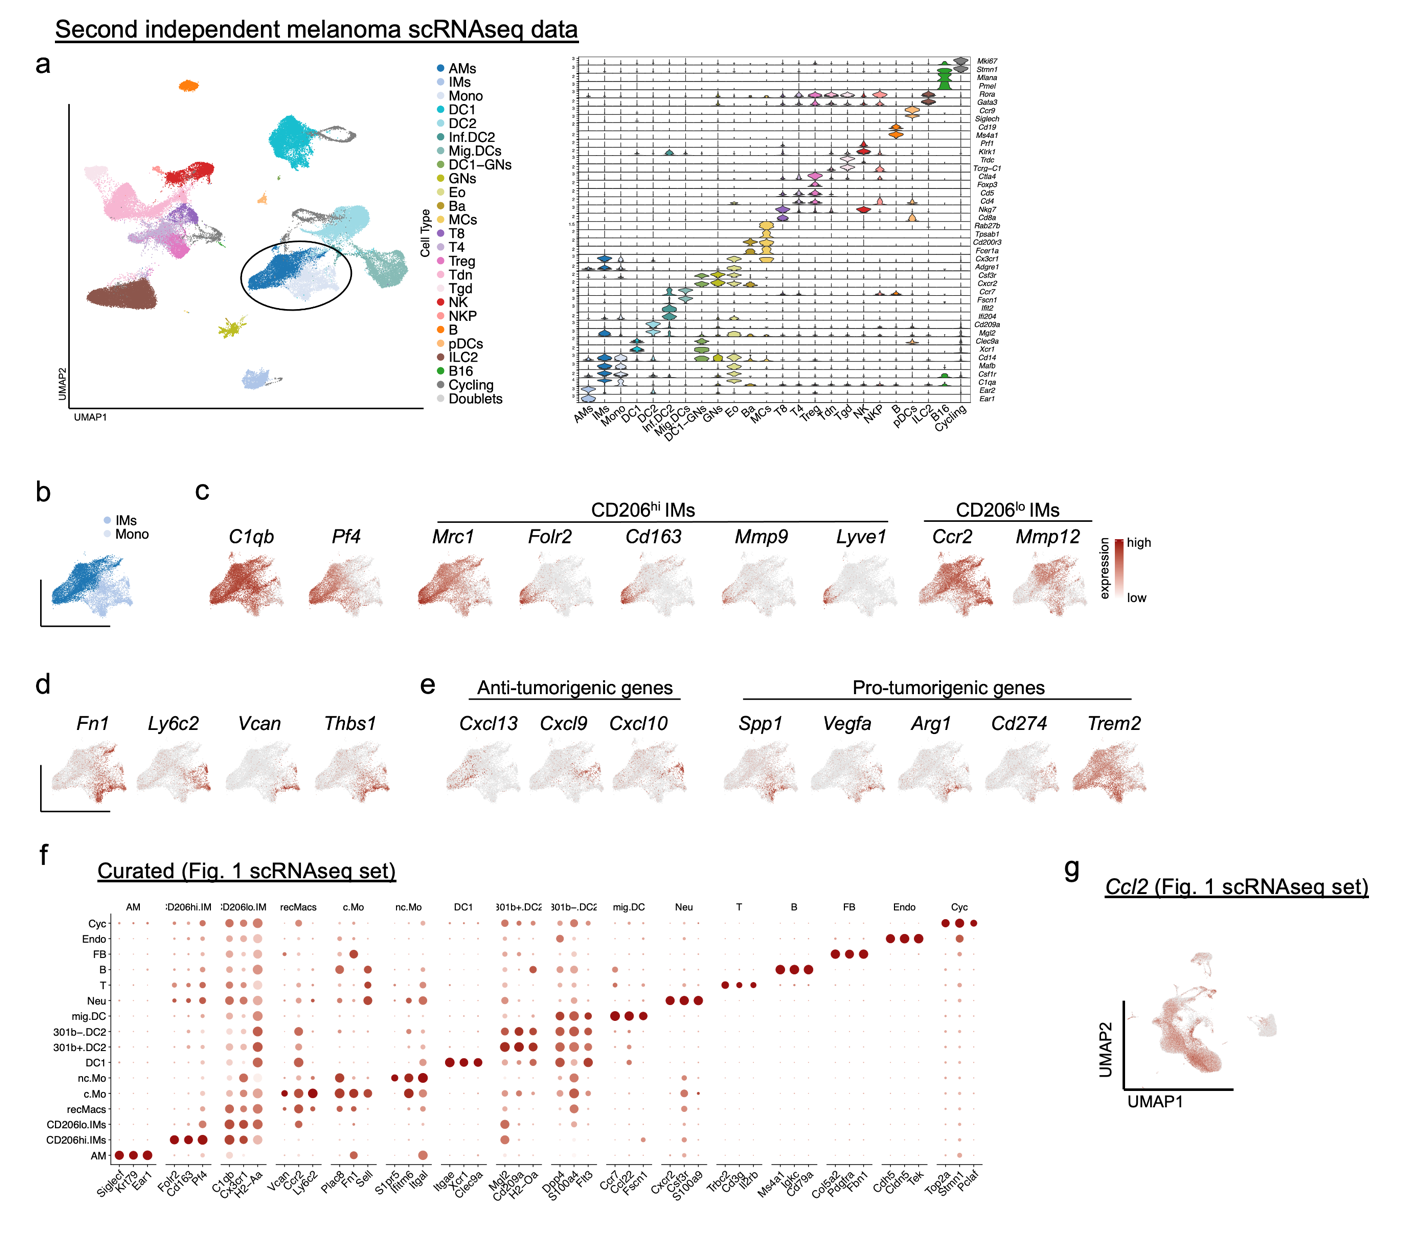 Second independent melanoma scRNAseq data
a
AMs
IMs
Mono
DC1
DC2
Inf.DC2
Mig.DCs
DC1–GNs
GNs
Eo
Ba
MCs
T8
T4
Treg
Tdn
Tgd
NK
NKP
B
pDCs
ILC2
B16
Cycling
Doublets
Cell Type
UMAP2
UMAP1
Mki67
Stmn1
Mlana
Pmel
Rora
Gata3
Ccr9
Siglech
Cd19
Ms4a1
Prf1
Klrk1
Trdc
Tcrg-C1
Ctla4
Foxp3
Cd5
Cd4
Nkg7
Cd8a
Rab27b
Tpsab1
Cd200r3
Fcer1a
Cx3cr1
Adgre1
Csf3r
Cxcr2
Ccr7
Fscn1
Ifit2
Ifi204
Cd209a
Mgl2
Clec9a
Xcr1
Cd14
Mafb
Csf1r
C1qa
Ear2
Ear1
AMs IMs Mono DC1 DC2 Inf.DC2 Mig.DCs DC1–GNs GNs Eo Ba MCs T8 T4 Treg Tdn Tgd NK NKP B pDCs ILC2 B16 Cycling
b
IMs
Mono
c
CD206hi IMs
CD206lo IMs
C1qb Pf4 Mrc1 Folr2 Cd163 Mmp9 Lyve1 Ccr2 Mmp12
expression
high
low
d
Fn1 Ly6c2 Vcan Thbs1
e
Anti-tumorigenic genes
Pro-tumorigenic genes
Cxcl13 Cxcl9 Cxcl10 Spp1 Vegfa Arg1 Cd274 Trem2
f
Curated (Fig. 1 scRNAseq set)
AM :D206hi.IM :D206lo.IM recMacs c.Mo nc.Mo DC1 301b+.DC2 301b–.DC2 mig.DC Neu T B FB Endo Cyc
Cyc
Endo
FB
B
T
Neu
mig.DC
301b–.DC2
301b+.DC2
DC1
nc.Mo
c.Mo
recMacs
CD206lo.IMs
CD206hi.IMs
AM
Siglecf Krt79 Ear1 Folr2 Cd163 Pf4 C1qb Cx3cr1 H2–Aa Vcan Ccr2 Ly6c2 Plac8 Fn1 Sell S1pr5 Ifitm6 Itgal Itgae Xcr1 Clec9a Mgl2 Cd209a H2–Oa Dpp4 S100a4 Flt3 Ccr7 Ccl22 Fscn1 Cxcr2 Csf3r S100a9 Trbc2 Cd3g Il2rb Ms4a1 Igkc Cd79a Col5a2 Pdgfra Fbn1 Cdh5 Cldn5 Tek Top2a Stmn1 Pclaf
g
Ccl2 (Fig. 1 scRNAseq set)
UMAP2
UMAP1